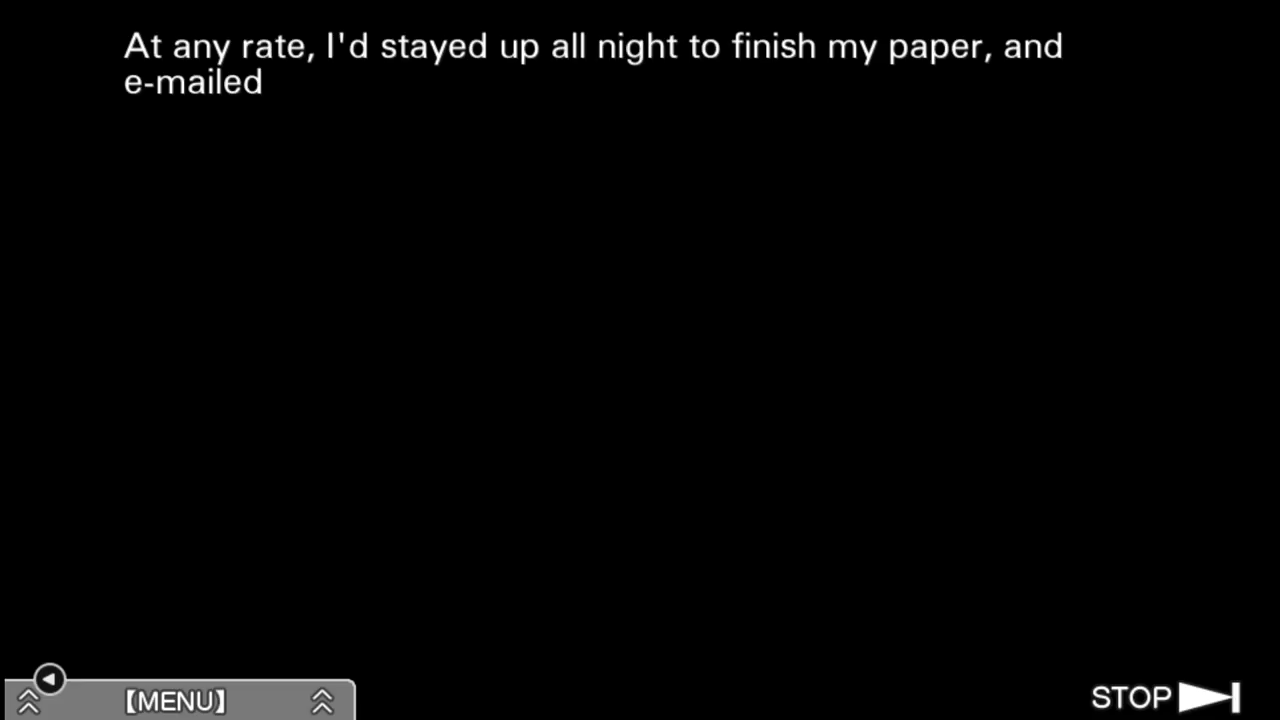 At any rate, I'd stayed up all night to finish my paper, and
e-mailed
【MENU】
STOP